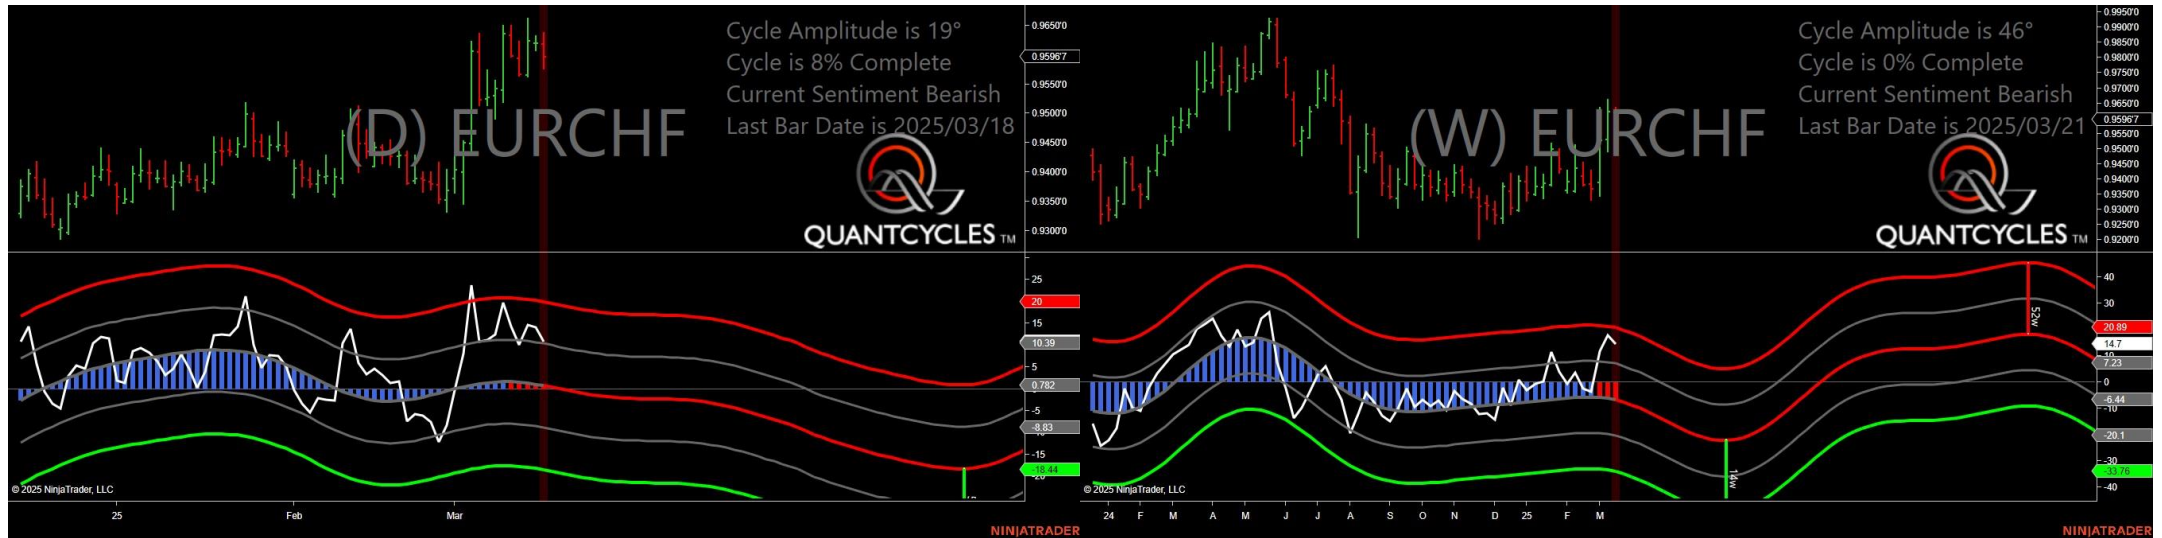 Cycle Amplitude is 19°
Cycle is 8% Complete
Current Sentiment Bearish
Last Bar Date is 2025/03/18
(D) EURCHF
QUANTCYCLES TM
0.9650'0
0.9596'7
0.9550'0
0.9500'0
0.9450'0
0.9400'0
0.9350'0
0.9300'0
25
20
15
10.39
5
0.782
-5
-8.83
-15
-18.44
© 2025 NinjaTrader, LLC
25 Feb Mar
NINJATRADER
Cycle Amplitude is 46°
Cycle is 0% Complete
Current Sentiment Bearish
Last Bar Date is 2025/03/21
(W) EURCHF
QUANTCYCLES TM
0.9950'0
0.9900'0
0.9850'0
0.9800'0
0.9750'0
0.9700'0
0.9650'0
0.9596'7
0.9550'0
0.9500'0
0.9450'0
0.9400'0
0.9350'0
0.9300'0
0.9250'0
0.9200'0
52w
14w
40
30
20.89
14.7
7.23
0
-6.44
-10
-20.1
-30
-33.76
-40
© 2025 NinjaTrader, LLC
24 F M A M J J A S O N D 25 F M
NINJATRADER